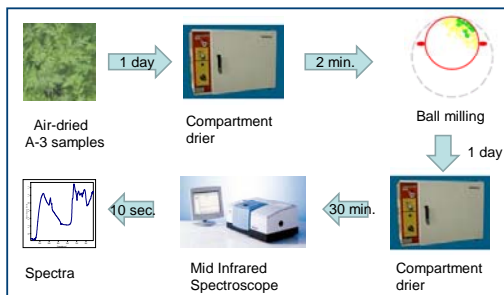 1 day
2 min.
Air-dried
A-3 samples
Compartment
drier
Ball milling
1 day
10 sec.
30 min.
Spectra
Mid Infrared
Spectroscope
Compartment
drier